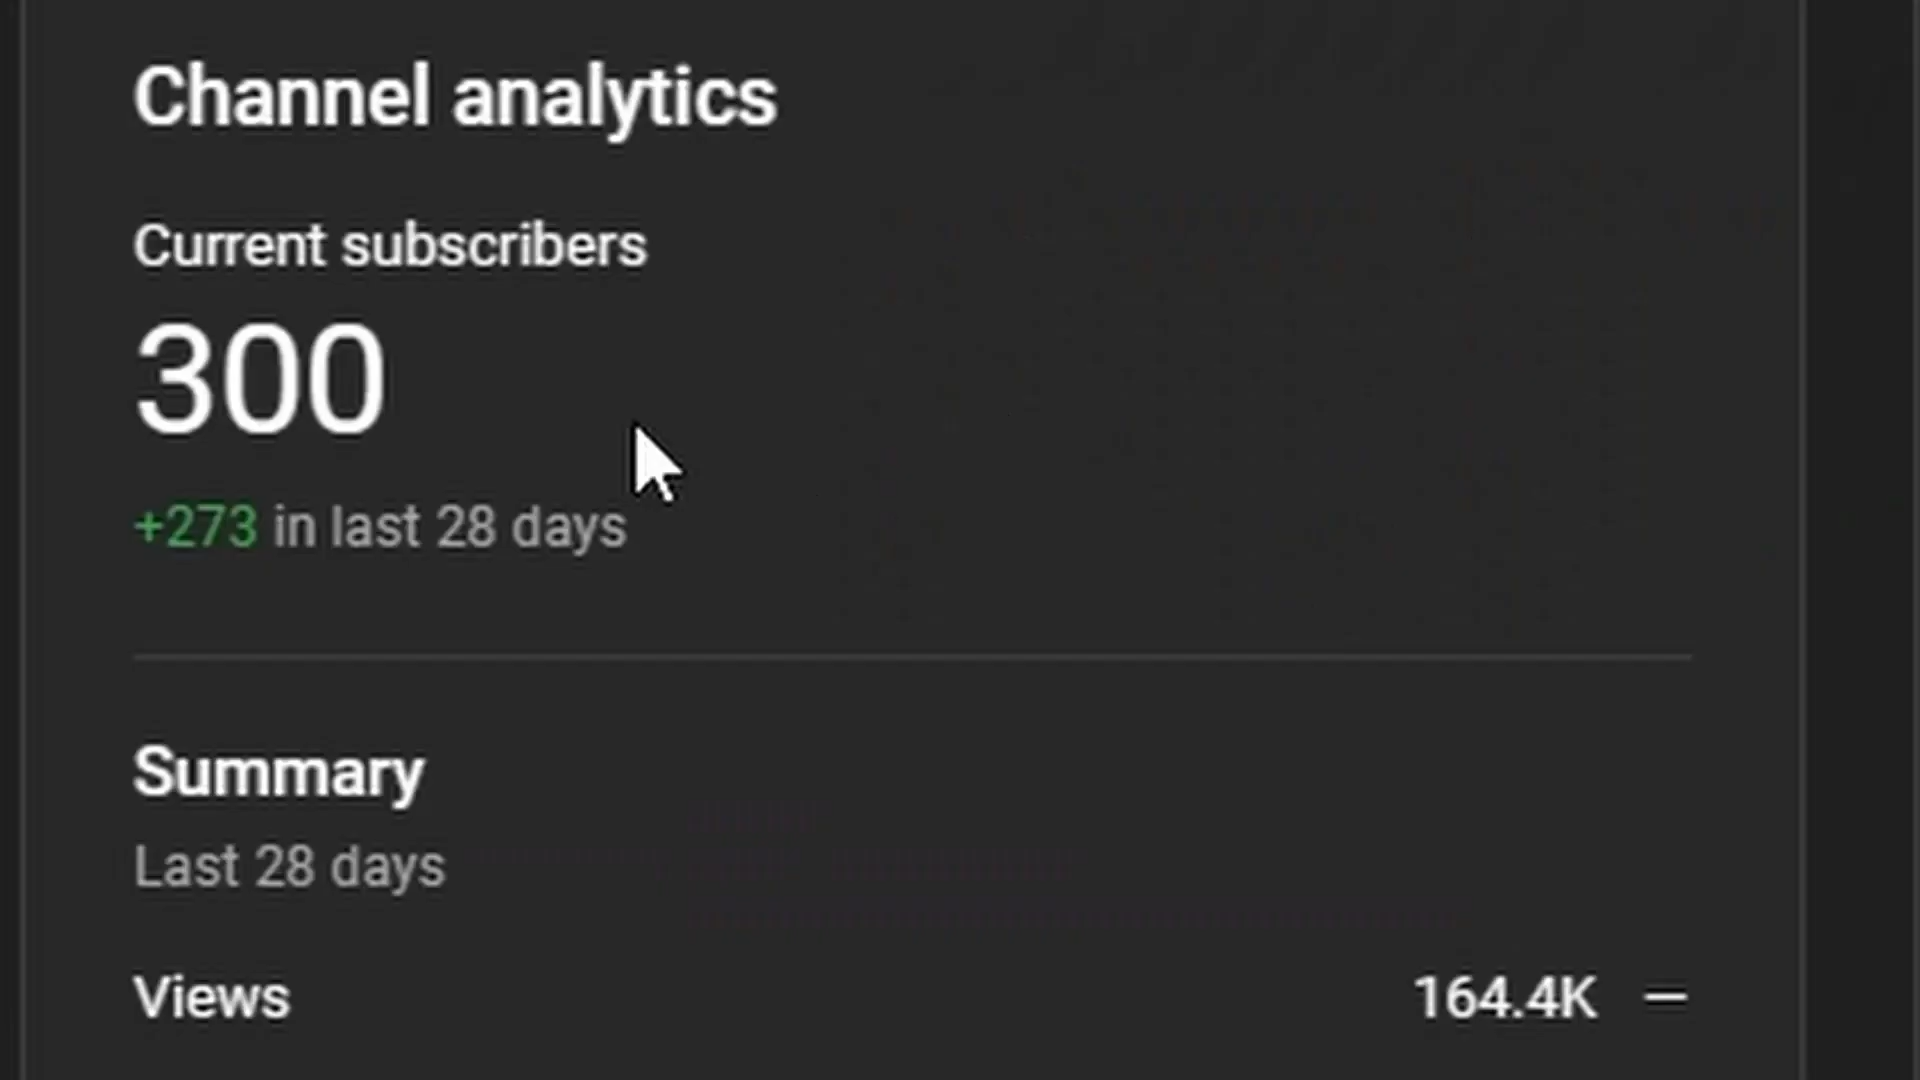 Channel analytics
Current subscribers
300
+273 in last 28 days
Summary
Last 28 days
Views 164.4K —